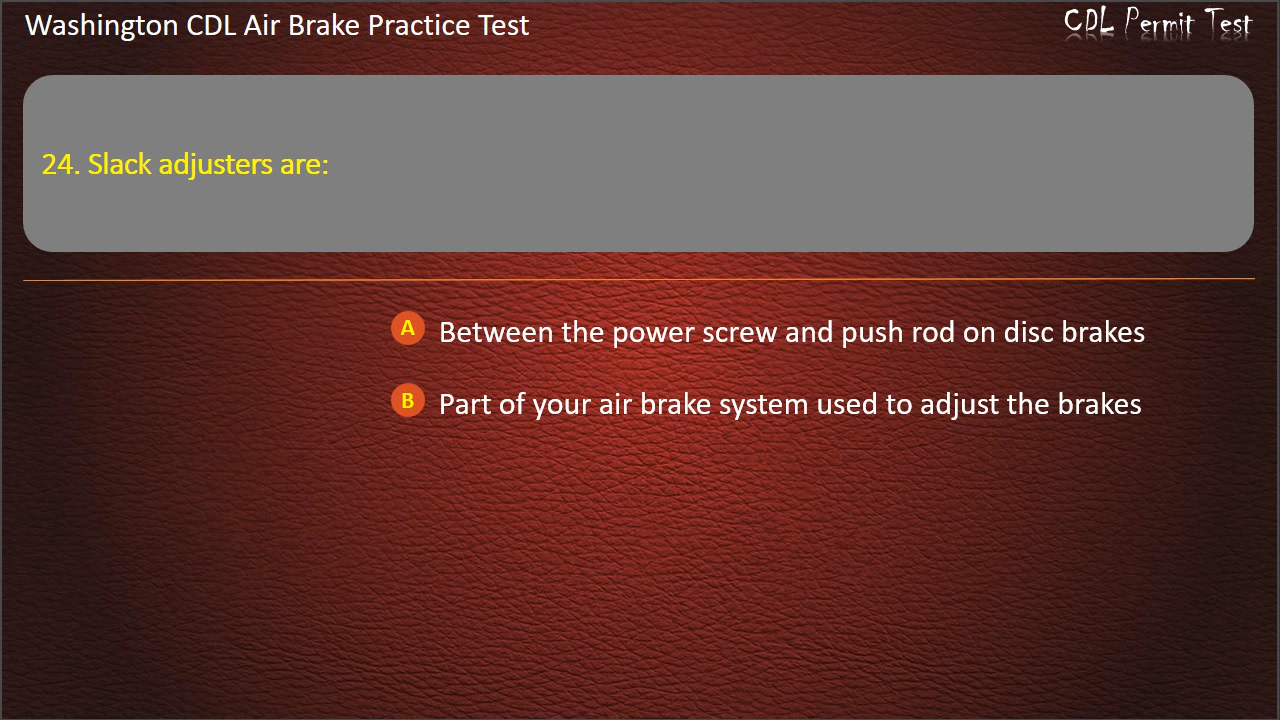 Washington CDL Air Brake Practice Test
CDL Permit Test
24. Slack adjusters are:
A Between the power screw and push rod on disc brakes
B Part of your air brake system used to adjust the brakes